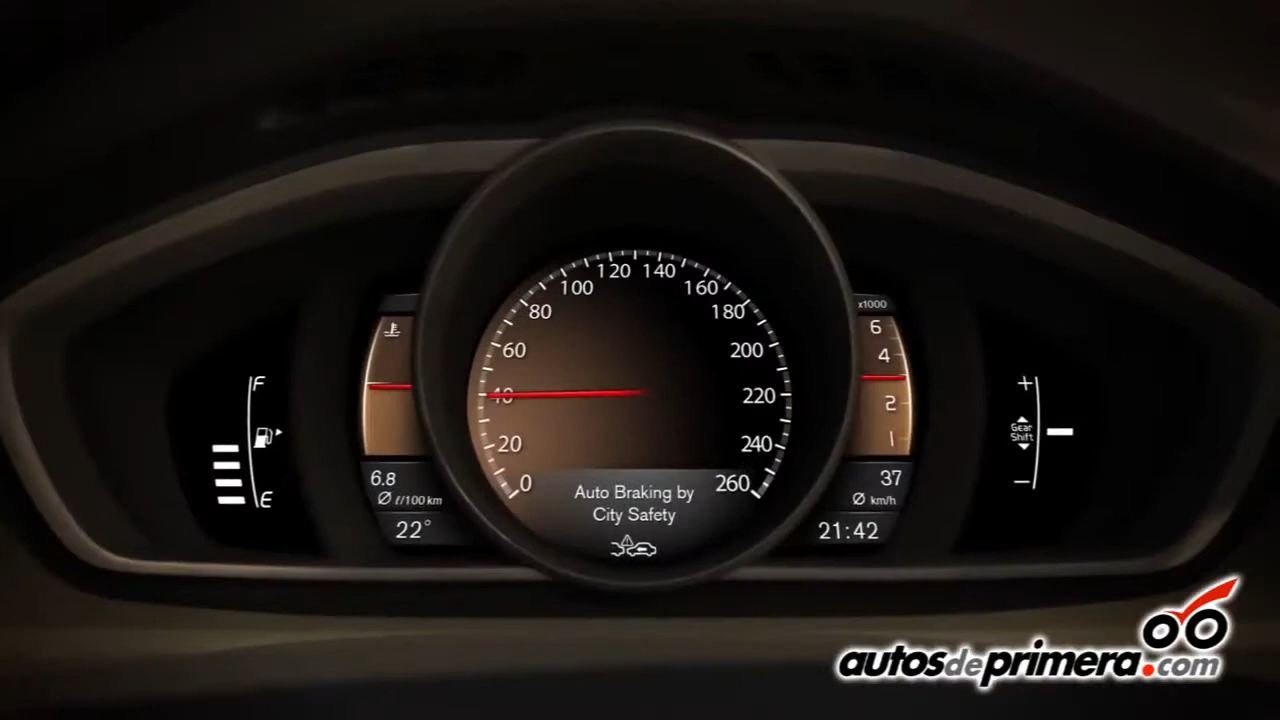 120 140
100 160
80 180
60 200
40 220
20 240
0 260
Auto Braking by
City Safety
F
E
6.8
Ø ℓ/100 km
22°
x1000
6
4
2
1
37
Ø km/h
21:42
+
Gear
Shift
–
autosdeprimera.com